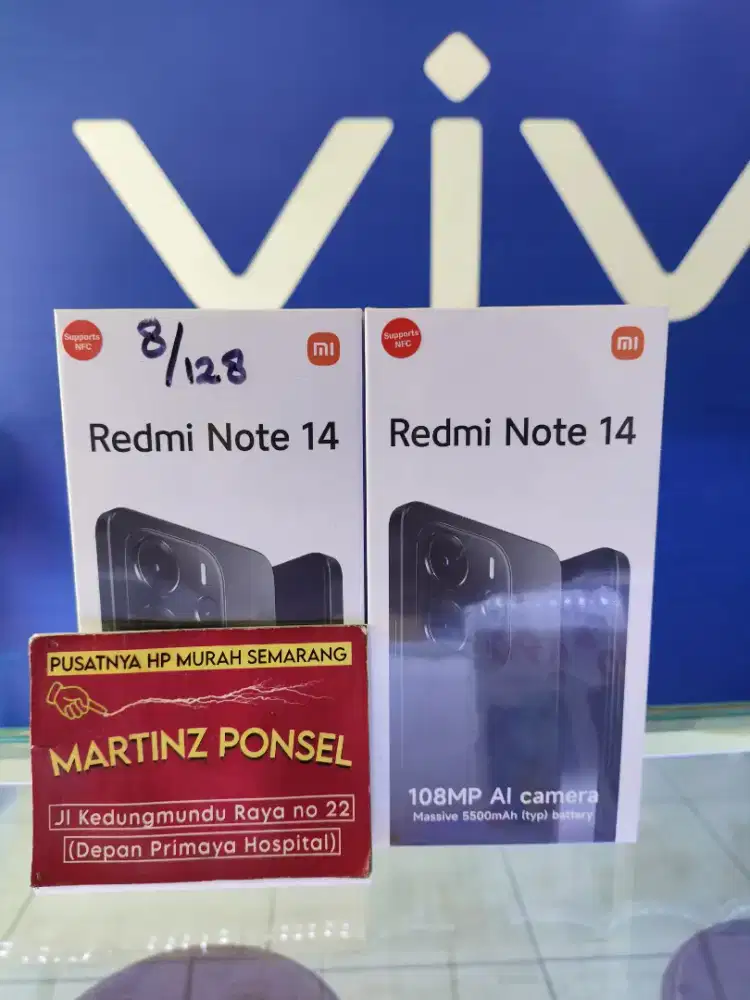 viv
Supports
NFC
8/128
mi
Redmi Note 14
Supports
NFC
mi
Redmi Note 14
108MP AI camera
Massive 5500mAh (typ) battery
PUSATNYA HP MURAH SEMARANG
MARTINZ PONSEL
Jl Kedungmundu Raya no 22
(Depan Primaya Hospital)